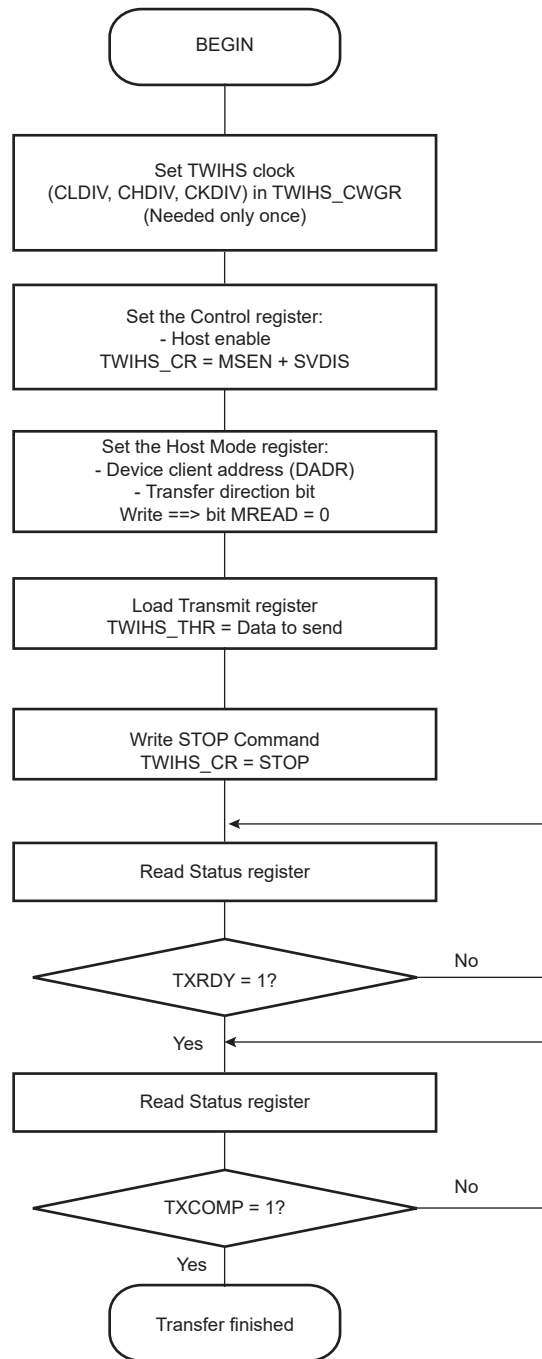 BEGIN
Set TWIHS clock
(CLDIV, CHDIV, CKDIV) in TWIHS_CWGR
(Needed only once)
Set the Control register:
- Host enable
TWIHS_CR = MSEN + SVDIS
Set the Host Mode register:
- Device client address (DADR)
- Transfer direction bit
Write ==> bit MREAD = 0
Load Transmit register
TWIHS_THR = Data to send
Write STOP Command
TWIHS_CR = STOP
Read Status register
TXRDY = 1?
No
Yes
Read Status register
TXCOMP = 1?
No
Yes
Transfer finished